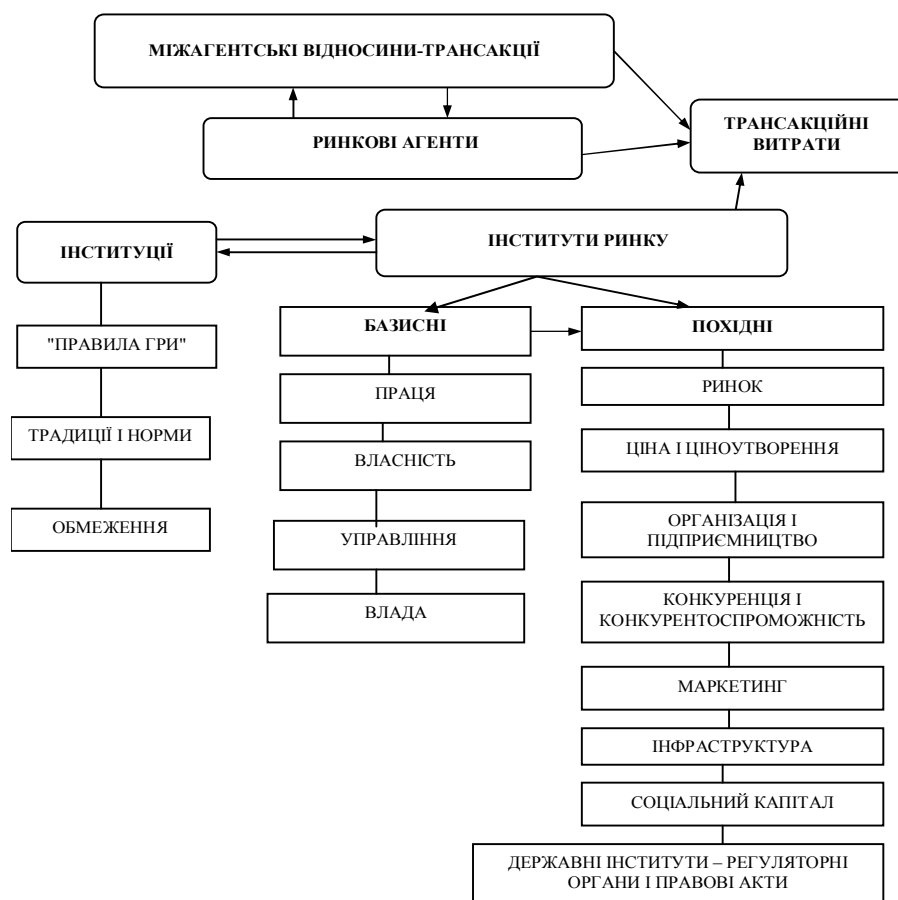 МІЖАГЕНТСЬКІ ВІДНОСИНИ-ТРАНСАКЦІЇ
РИНКОВІ АГЕНТИ
ТРАНСАКЦІЙНІ
ВИТРАТИ
ІНСТИТУЦІЇ
ІНСТИТУТИ РИНКУ
"ПРАВИЛА ГРИ"
ТРАДИЦІЇ І НОРМИ
ОБМЕЖЕННЯ
БАЗИСНІ
ПРАЦЯ
ВЛАСНІСТЬ
УПРАВЛІННЯ
ВЛАДА
ПОХІДНІ
РИНОК
ЦІНА І ЦІНОУТВОРЕННЯ
ОРГАНІЗАЦІЯ І
ПІДПРИЄМНИЦТВО
КОНКУРЕНЦІЯ І
КОНКУРЕНТОСПРОМОЖНІСТЬ
МАРКЕТИНГ
ІНФРАСТРУКТУРА
СОЦІАЛЬНИЙ КАПІТАЛ
ДЕРЖАВНІ ІНСТИТУТИ – РЕГУЛЯТОРНІ
ОРГАНИ І ПРАВОВІ АКТИ